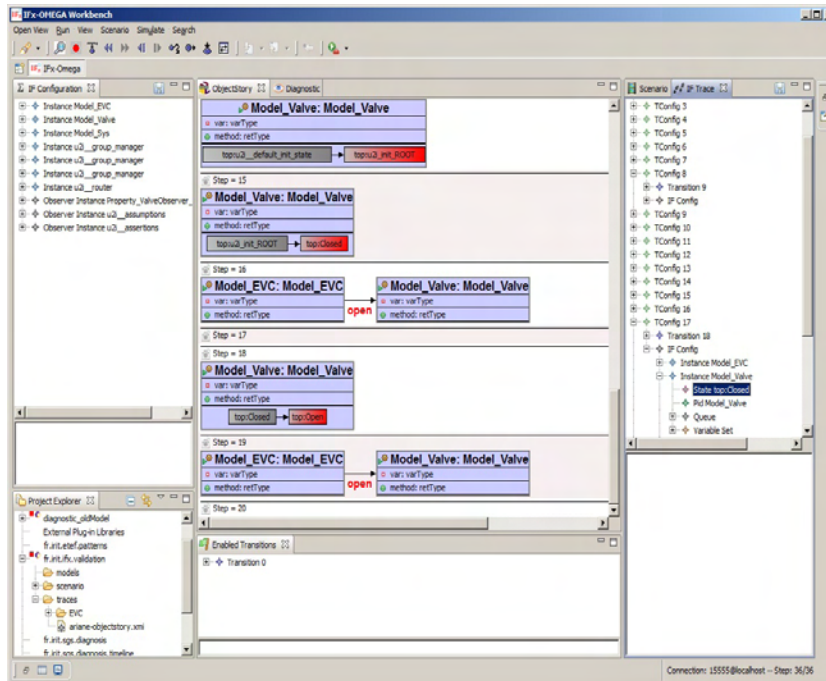 IFx-OMEGA Workbench
Open View Run View Scenario Simulate Search
IFx-Omega
IF Configuration
Instance Model_EVC
Instance Model_Valve
Instance Model_Sys
Instance u2i__group_manager
Instance u2i__group_manager
Instance u2i__group_manager
Instance u2i__router
Observer Instance Property_ValveObserver_
Observer Instance u2i__assumptions
Observer Instance u2i__assertions
Project Explorer
diagnostic_oldModel
External Plug-in Libraries
fr.irit.etef.patterns
fr.irit.ifx.validation
models
scenario
traces
EVC
ariane-objectstory.xmi
fr.irit.sgs.diagnosis
fr.irit.sgs.diagnosis.timeline
ObjectStory Diagnostic
Model_Valve: Model_Valve
var: varType
method: retType
top:u2i__default_init_state top:u2i_init_ROOT
Step = 15
Model_Valve: Model_Valve
var: varType
method: retType
top:u2i_init_ROOT top:Closed
Step = 16
Model_EVC: Model_EVC Model_Valve: Model_Valve
var: varType var: varType
method: retType open method: retType
Step = 17
Step = 18
Model_Valve: Model_Valve
var: varType
method: retType
top:Closed top:Open
Step = 19
Model_EVC: Model_EVC Model_Valve: Model_Valve
var: varType var: varType
method: retType open method: retType
Step = 20
Enabled Transitions
Transition 0
Scenario IF Trace
TConfig 3
TConfig 4
TConfig 5
TConfig 6
TConfig 7
TConfig 8
Transition 9
IF Config
TConfig 9
TConfig 10
TConfig 11
TConfig 12
TConfig 13
TConfig 14
TConfig 15
TConfig 16
TConfig 17
Transition 18
IF Config
Instance Model_EVC
Instance Model_Valve
State top:Closed
Pid Model_Valve
Queue
Variable Set
Connection: 15555@localhost -- Step: 36/36